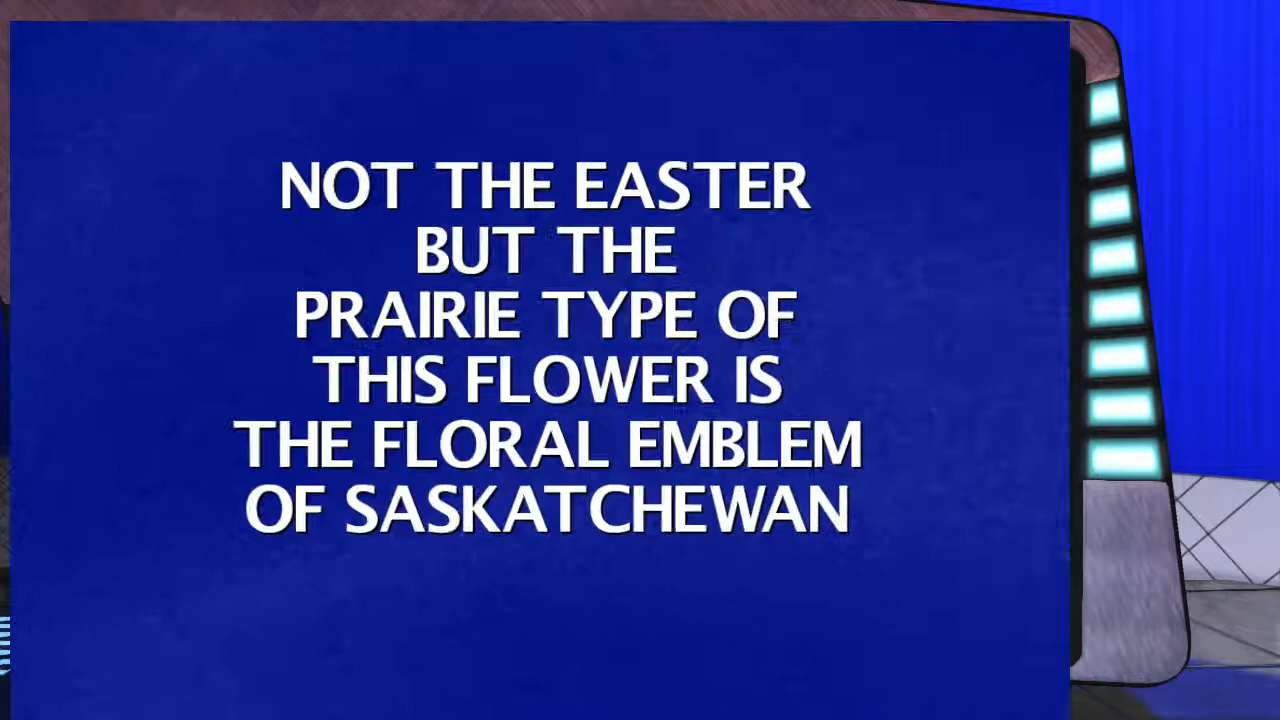 NOT THE EASTER
BUT THE
PRAIRIE TYPE OF
THIS FLOWER IS
THE FLORAL EMBLEM
OF SASKATCHEWAN